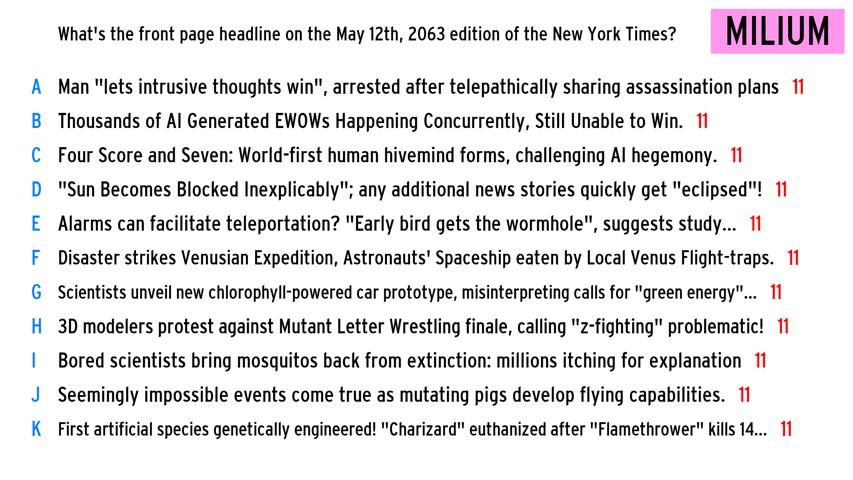 What's the front page headline on the May 12th, 2063 edition of the New York Times? MILIUM
A Man "lets intrusive thoughts win", arrested after telepathically sharing assassination plans 11
B Thousands of AI Generated EWOWs Happening Concurrently, Still Unable to Win. 11
C Four Score and Seven: World-first human hivemind forms, challenging AI hegemony. 11
D "Sun Becomes Blocked Inexplicably"; any additional news stories quickly get "eclipsed"! 11
E Alarms can facilitate teleportation? "Early bird gets the wormhole", suggests study... 11
F Disaster strikes Venusian Expedition, Astronauts' Spaceship eaten by Local Venus Flight-traps. 11
G Scientists unveil new chlorophyll-powered car prototype, misinterpreting calls for "green energy"... 11
H 3D modelers protest against Mutant Letter Wrestling finale, calling "z-fighting" problematic! 11
I Bored scientists bring mosquitos back from extinction: millions itching for explanation 11
J Seemingly impossible events come true as mutating pigs develop flying capabilities. 11
K First artificial species genetically engineered! "Charizard" euthanized after "Flamethrower" kills 14... 11